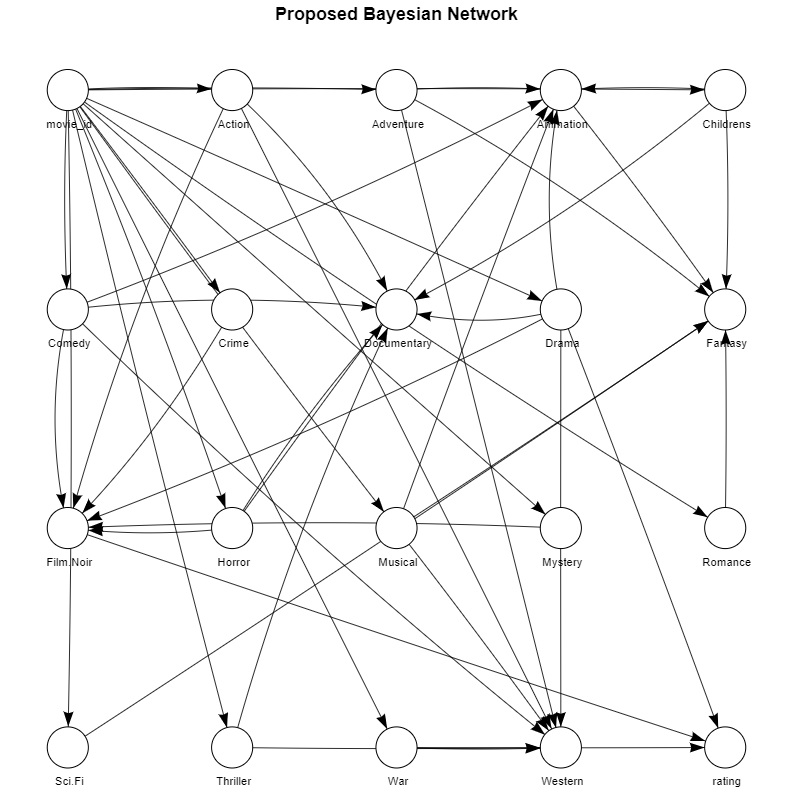 Proposed Bayesian Network
movie_id Action Adventure Animation Childrens
Comedy Crime Documentary Drama Fantasy
Film.Noir Horror Musical Mystery Romance
Sci.Fi Thriller War Western rating